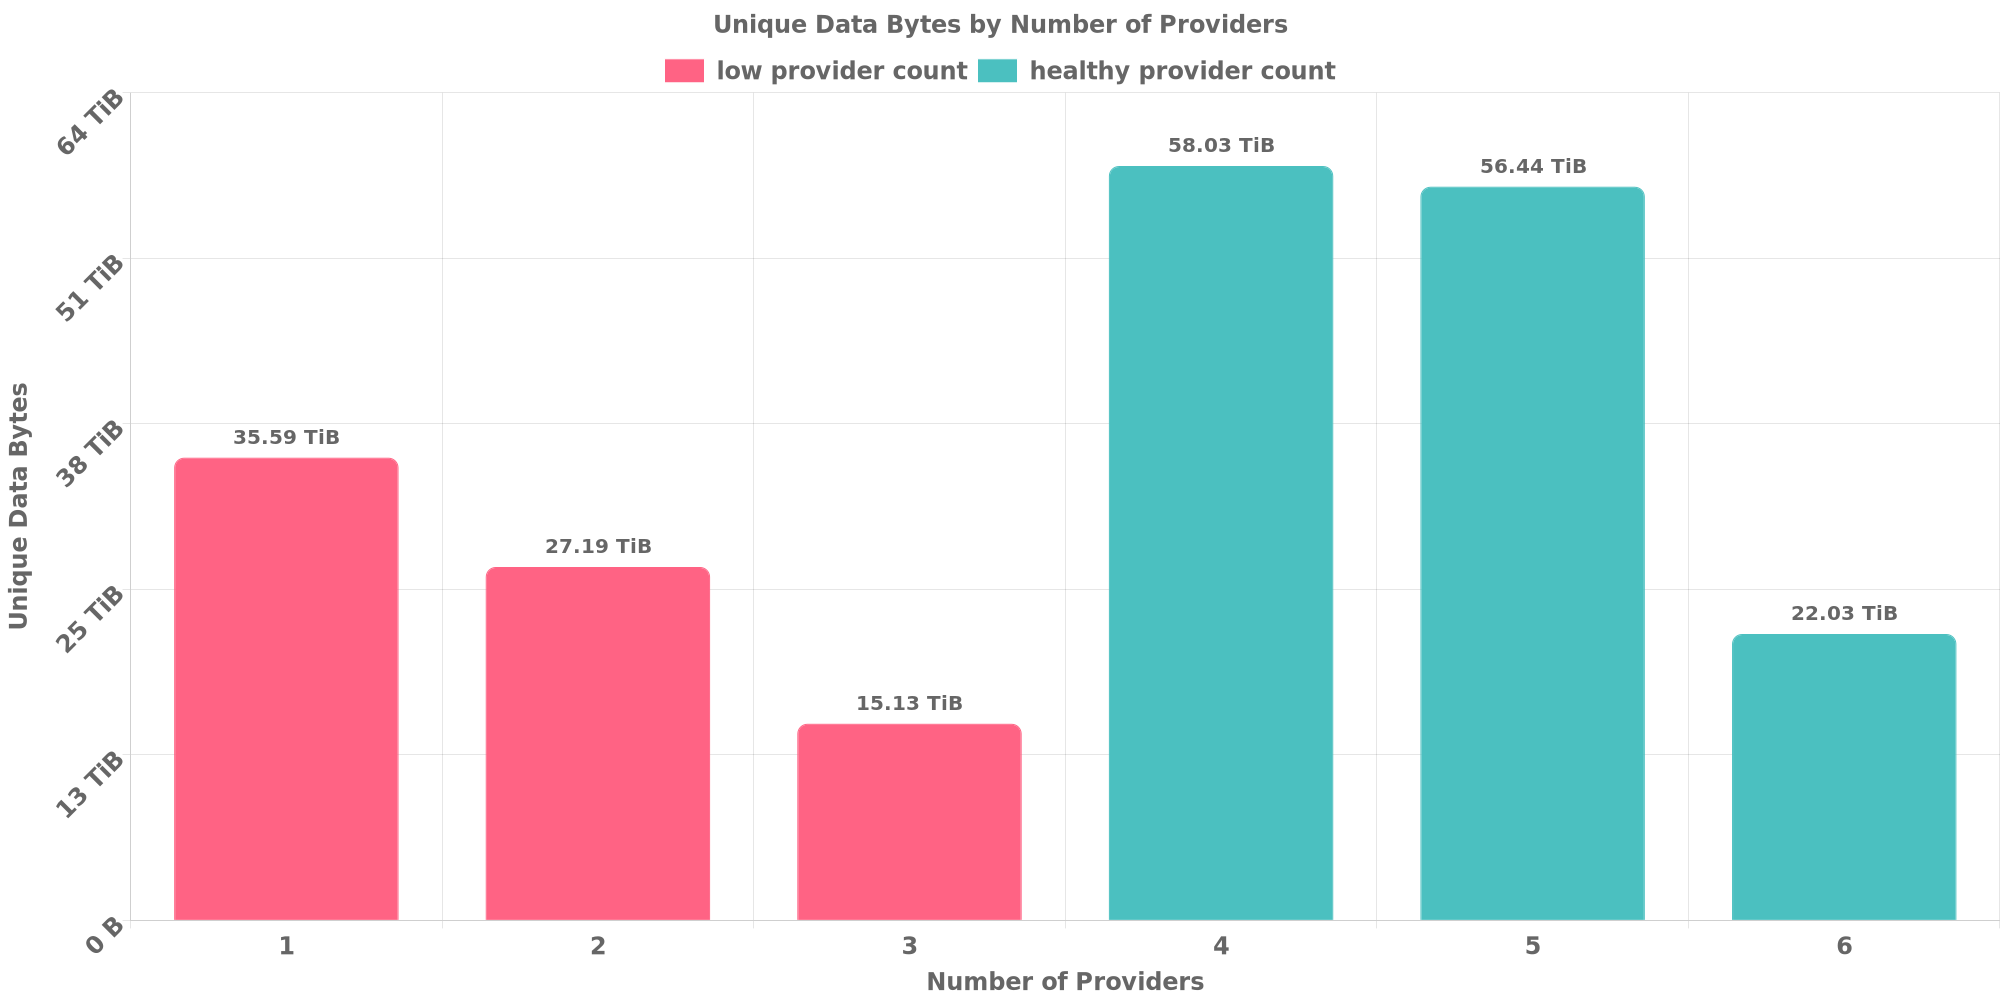 Unique Data Bytes by Number of Providers
low provider count healthy provider count
64 TiB
51 TiB
38 TiB
25 TiB
13 TiB
0 B
Unique Data Bytes
35.59 TiB
27.19 TiB
15.13 TiB
58.03 TiB
56.44 TiB
22.03 TiB
1 2 3 4 5 6
Number of Providers